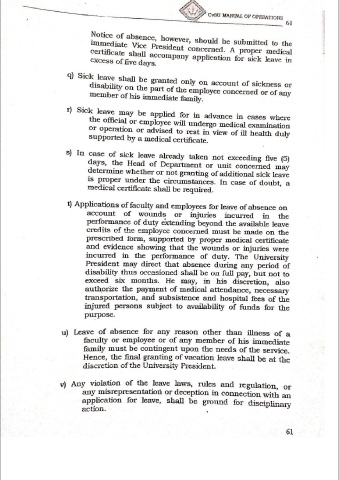 CvSU MANUAL OF OPERATIONS
61
Notice of absence, however, should be submitted to the
immediate Vice President concerned. A proper medical
certificate shall accompany application for sick leave in
excess of five days.
q) Sick leave shall be granted only on account of sickness or
disability on the part of the employee concerned or of any
member of his immediate family.
r) Sick leave may be applied for in advance in cases where
the official or employee will undergo medical examination
or operation or advised to rest in view of ill health duly
supported by a medical certificate.
s) In case of sick leave already taken not exceeding five (5)
days, the Head of Department or unit concerned may
determine whether or not granting of additional sick leave
is proper under the circumstances. In case of doubt, a
medical certificate shall be required.
t) Applications of faculty and employees for leave of absence on
account of wounds or injuries incurred in the
performance of duty extending beyond the available leave
credits of the employee concerned must be made on the
prescribed form, supported by proper medical certificate
and evidence showing that the wounds or injuries were
incurred in the performance of duty. The University
President may direct that absence during any period of
disability thus occasioned shall be on full pay, but not to
exceed six months. He may, in his discretion, also
authorize the payment of medical attendance, necessary
transportation, and subsistence and hospital fees of the
injured persons subject to availability of funds for the
purpose.
u) Leave of absence for any reason other than illness of a
faculty or employee or of any member of his immediate
family must be contingent upon the needs of the service.
Hence, the final granting of vacation leave shall be at the
discretion of the University President.
v) Any violation of the leave laws, rules and regulation, or
any misrepresentation or deception in connection with an
application for leave, shall be ground for disciplinary
action.
61